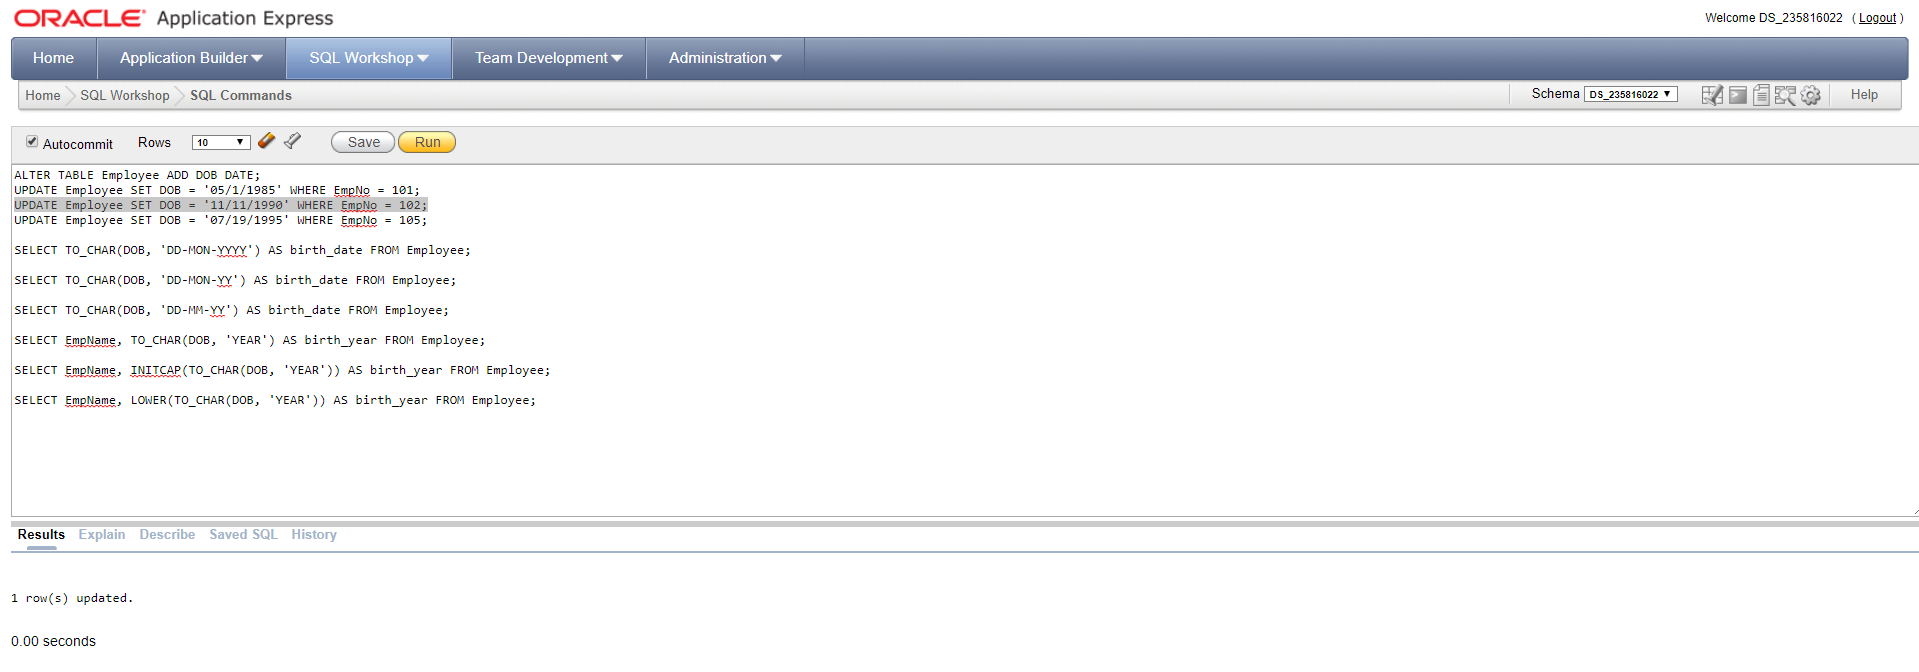 ORACLE Application Express
Welcome DS_235816022 ( Logout )
Home Application Builder SQL Workshop Team Development Administration
Home SQL Workshop SQL Commands Schema DS_235816022 Help
Autocommit Rows 10 Save Run
ALTER TABLE Employee ADD DOB DATE;
UPDATE Employee SET DOB = '05/1/1985' WHERE EmpNo = 101;
UPDATE Employee SET DOB = '11/11/1990' WHERE EmpNo = 102;
UPDATE Employee SET DOB = '07/19/1995' WHERE EmpNo = 105;
SELECT TO_CHAR(DOB, 'DD-MON-YYYY') AS birth_date FROM Employee;
SELECT TO_CHAR(DOB, 'DD-MON-YY') AS birth_date FROM Employee;
SELECT TO_CHAR(DOB, 'DD-MM-YY') AS birth_date FROM Employee;
SELECT EmpName, TO_CHAR(DOB, 'YEAR') AS birth_year FROM Employee;
SELECT EmpName, INITCAP(TO_CHAR(DOB, 'YEAR')) AS birth_year FROM Employee;
SELECT EmpName, LOWER(TO_CHAR(DOB, 'YEAR')) AS birth_year FROM Employee;
Results Explain Describe Saved SQL History
1 row(s) updated.
0.00 seconds